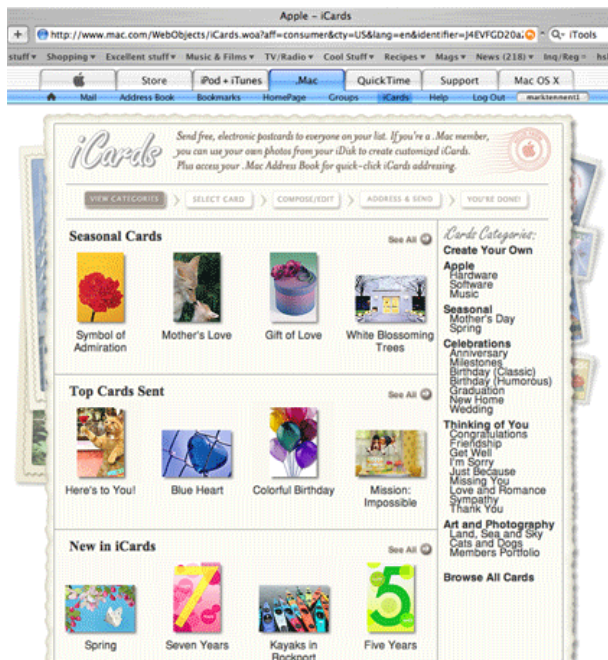 Apple – iCards
http://www.mac.com/WebObjects/iCards.woa?aff=consumer&cty=US&lang=en&identifier=J4EVFGD20a
Q- iTools
stuff Shopping Excellent stuff Music & Films TV/Radio Cool Stuff Recipes Mags News (218) Inq/Reg
Store iPod + iTunes .Mac QuickTime Support Mac OS X
Mail Address Book Bookmarks HomePage Groups iCards Help Log Out marktennent1
iCards
Send free, electronic postcards to everyone on your list. If you're a .Mac member,
you can use your own photos from your iDisk to create customized iCards.
Plus access your .Mac Address Book for quick-click iCards addressing.
VIEW CATEGORIES SELECT CARD COMPOSE/EDIT ADDRESS & SEND YOU'RE DONE!
Seasonal Cards
See All
Symbol of
Admiration
Mother's Love
Gift of Love
White Blossoming
Trees
Top Cards Sent
See All
Here's to You!
Blue Heart
Colorful Birthday
Mission:
Impossible
New in iCards
See All
Spring
7
Seven Years
Kayaks in
Rockport
5
Five Years
iCards Categories:
Create Your Own
Apple
Hardware
Software
Music
Seasonal
Mother's Day
Spring
Celebrations
Anniversary
Milestones
Birthday (Classic)
Birthday (Humorous)
Graduation
New Home
Wedding
Thinking of You
Congratulations
Friendship
Get Well
I'm Sorry
Just Because
Missing You
Love and Romance
Sympathy
Thank You
Art and Photography
Land, Sea and Sky
Cats and Dogs
Members Portfolio
Browse All Cards